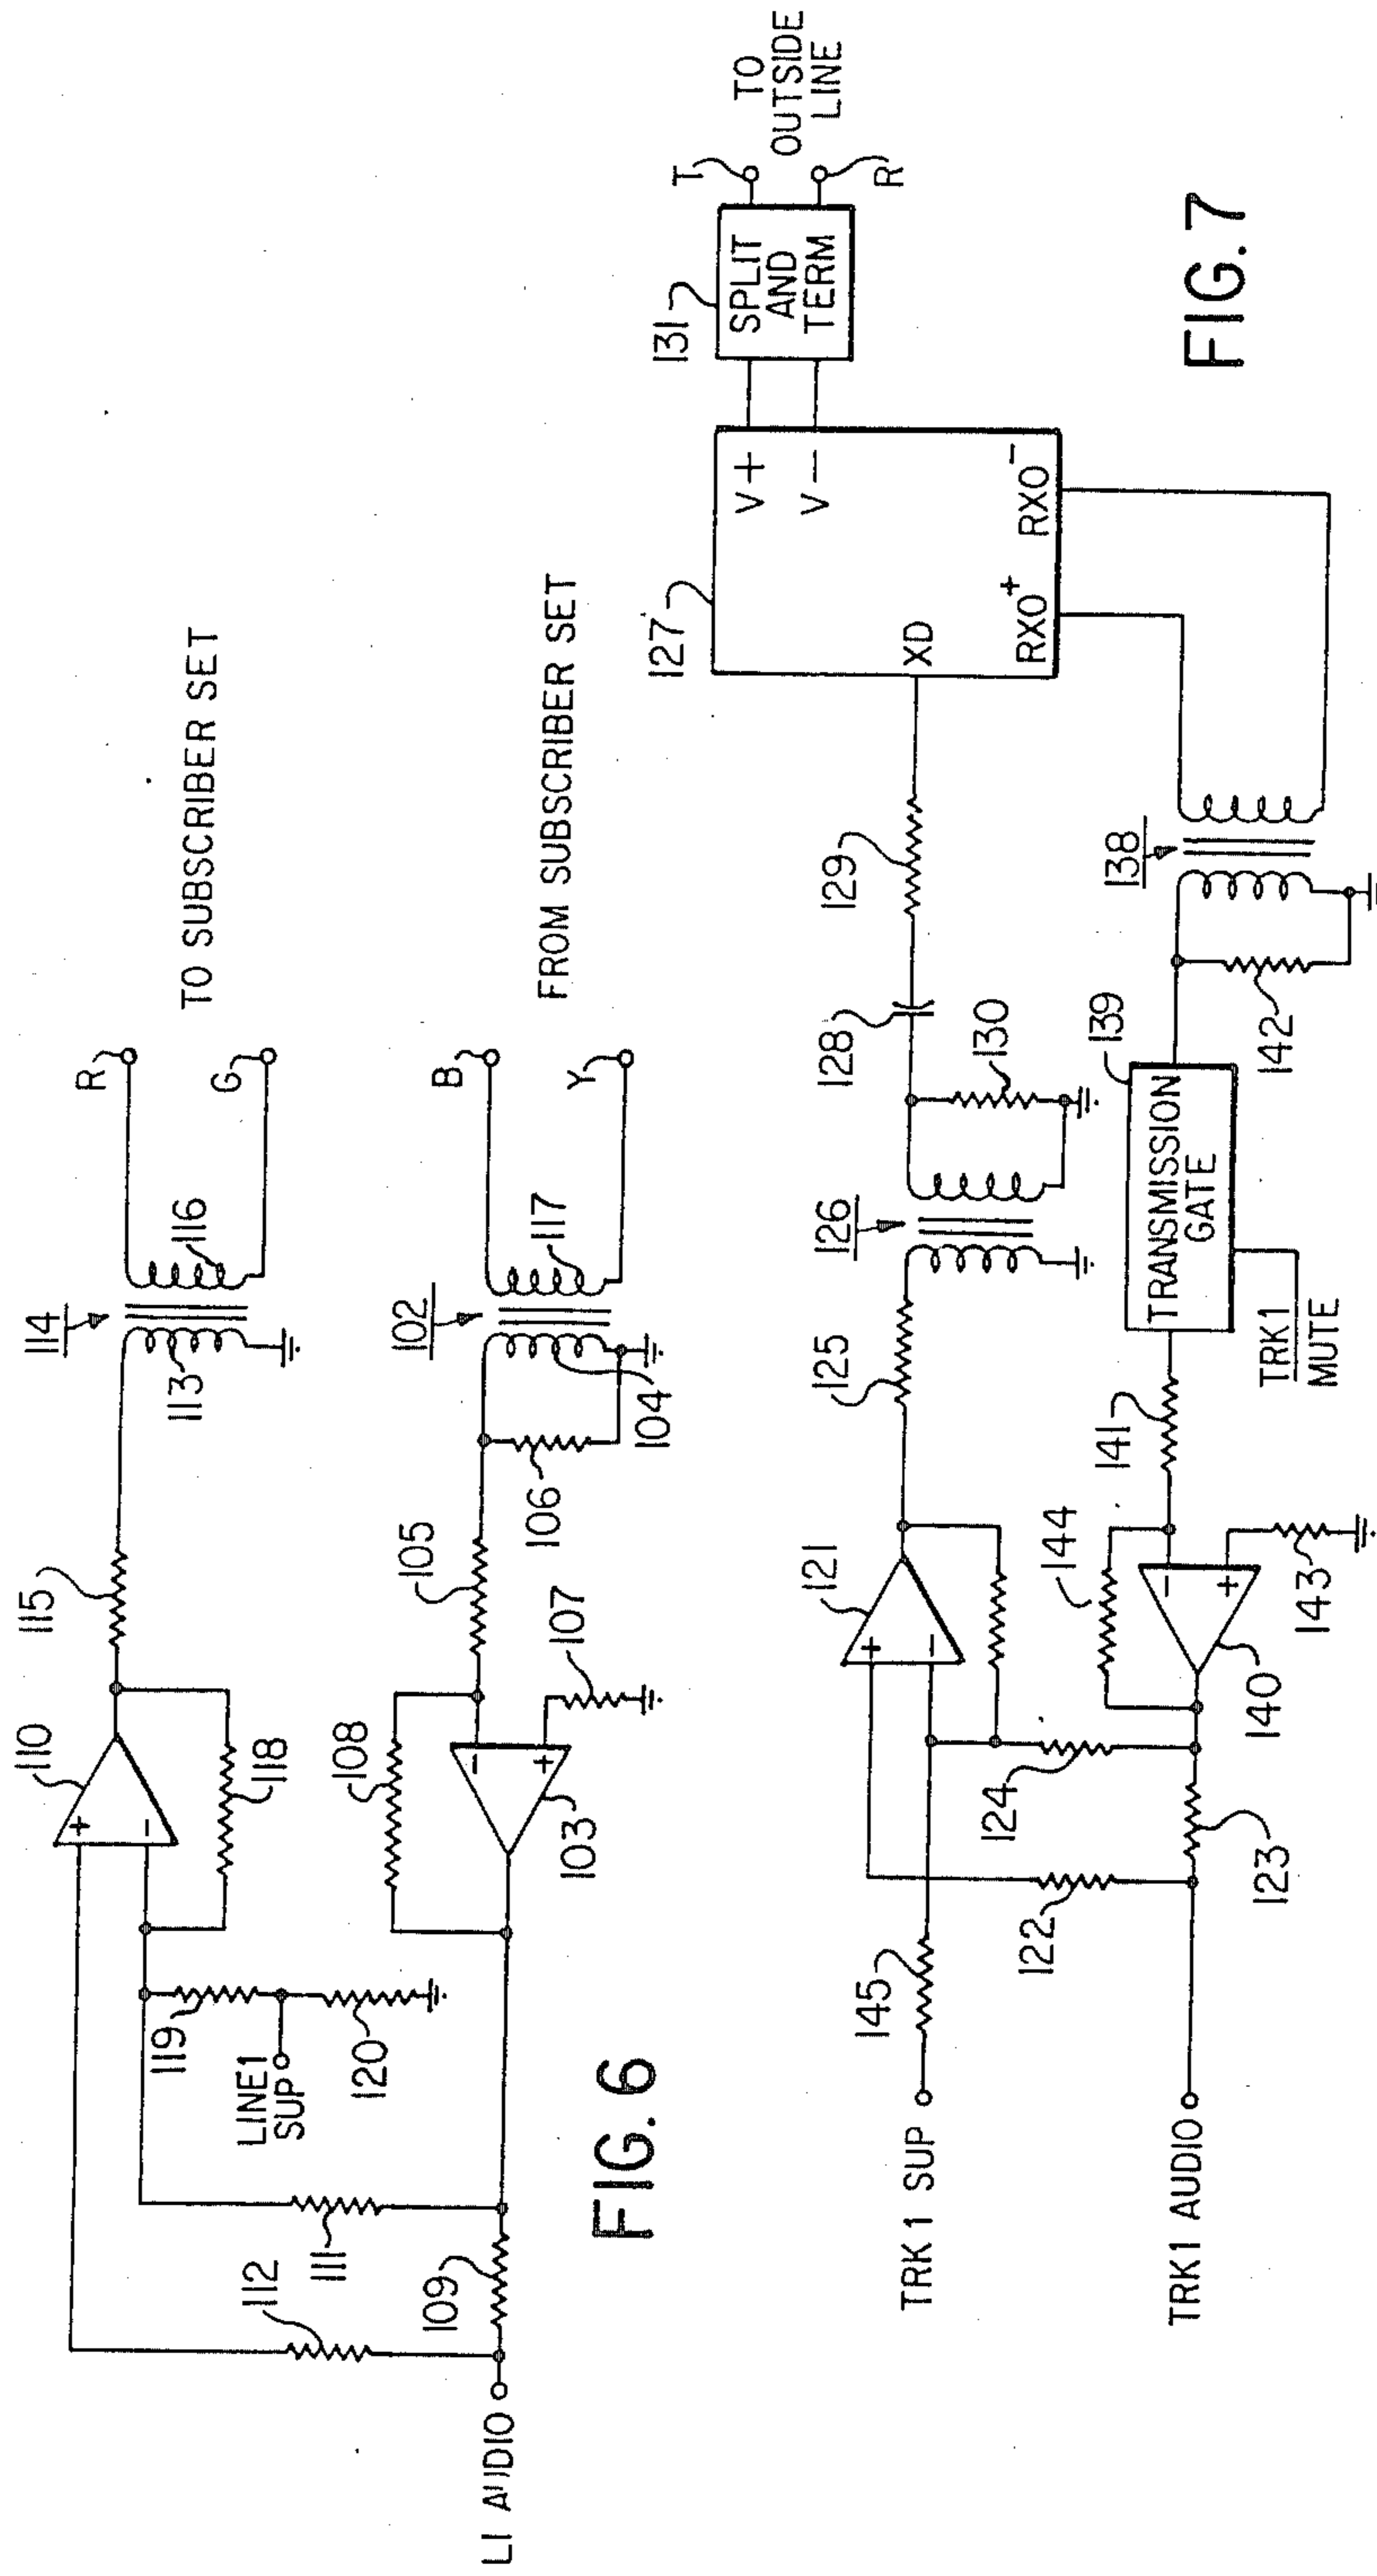 114
R
TO SUBSCRIBER SET
115
110
113
116
G
+
-
118
LINE1
SUP
119
120
112
111
109
L1 AUDIO
108
105
102
B
FROM SUBSCRIBER SET
117
Y
104
106
107
-
+
103
FIG. 6
TRK 1 SUP
145
121
+
-
125
126
128
129
130
127
XD
V+
V-
RXO+
RXO-
131
SPLIT
AND
TERM
T
R
TO
OUTSIDE
LINE
TRK1 AUDIO
122
123
124
144
140
-
+
143
141
139
TRANSMISSION
GATE
TRK1
MUTE
142
138
FIG. 7